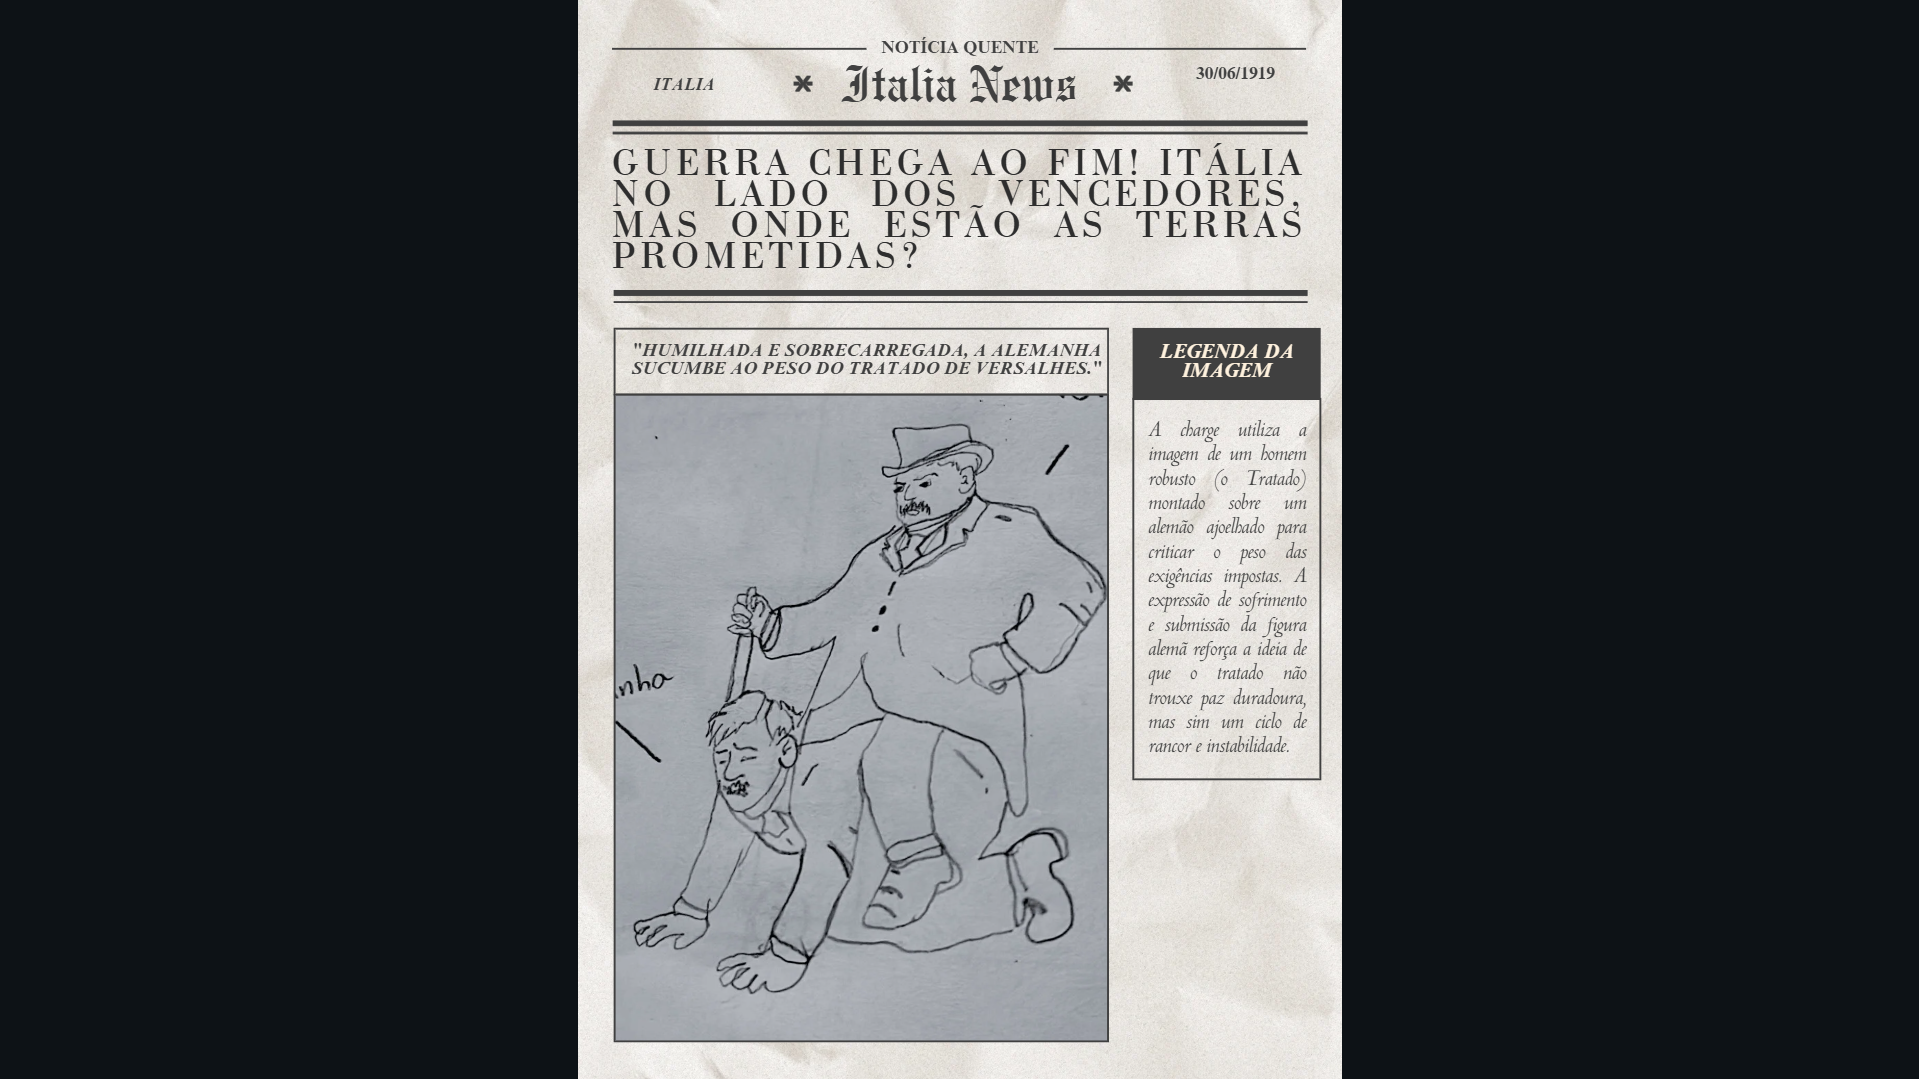 NOTÍCIA QUENTE
ITALIA
* Italia News *
30/06/1919
GUERRA CHEGA AO FIM! ITÁLIA
NO LADO DOS VENCEDORES,
MAS ONDE ESTÃO AS TERRAS
PROMETIDAS?
"HUMILHADA E SOBRECARREGADA, A ALEMANHA
SUCUMBE AO PESO DO TRATADO DE VERSALHES."
nha
LEGENDA DA
IMAGEM
A charge utiliza a
imagem de um homem
robusto (o Tratado)
montado sobre um
alemão ajoelhado para
criticar o peso das
exigências impostas. A
expressão de sofrimento
e submissão da figura
alemã reforça a ideia de
que o tratado não
trouxe paz duradoura,
mas sim um ciclo de
rancor e instabilidade.